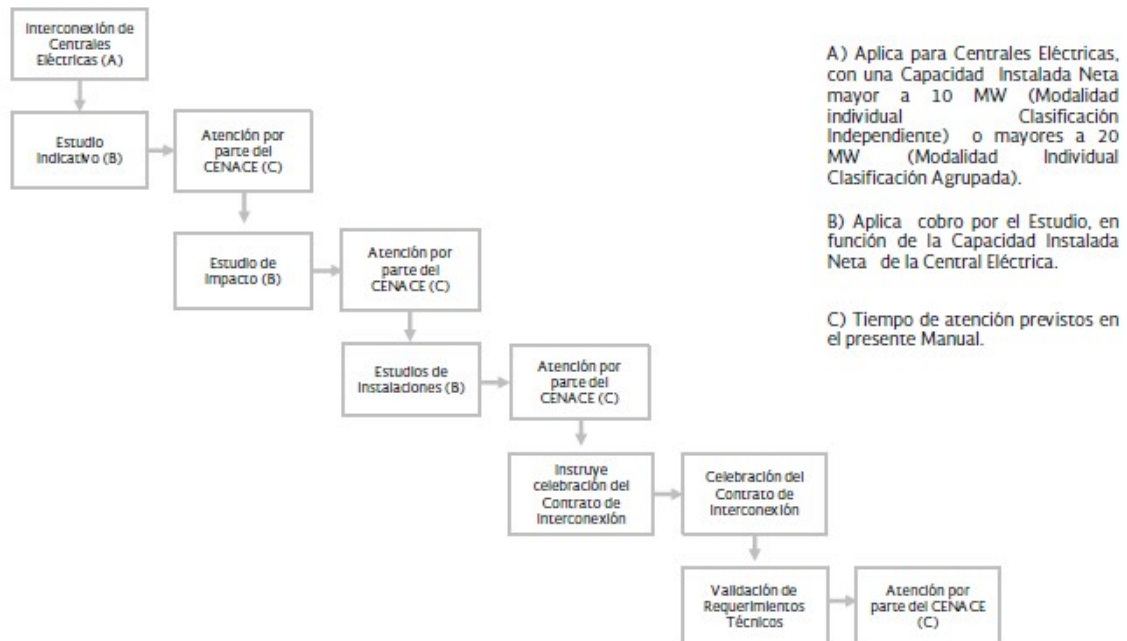 Interconexión de
Centrales
Eléctricas (A)
Estudio
Indicativo (B)
Atención por
parte del
CENACE (C)
Estudio de
Impacto (B)
Atención por
parte del
CENACE (C)
Estudios de
Instalaciones (B)
Atención por
parte del
CENACE (C)
Instruye
celebración del
Contrato de
Interconexión
Celebración del
Contrato de
Interconexión
Validación de
Requerimientos
Técnicos
Atención por
parte del CENACE
(C)
A) Aplica para Centrales Eléctricas,
con una Capacidad Instalada Neta
mayor a 10 MW (Modalidad
individual Clasificación
Independiente) o mayores a 20
MW (Modalidad Individual
Clasificación Agrupada).
B) Aplica cobro por el Estudio, en
función de la Capacidad Instalada
Neta de la Central Eléctrica.
C) Tiempo de atención previstos en
el presente Manual.